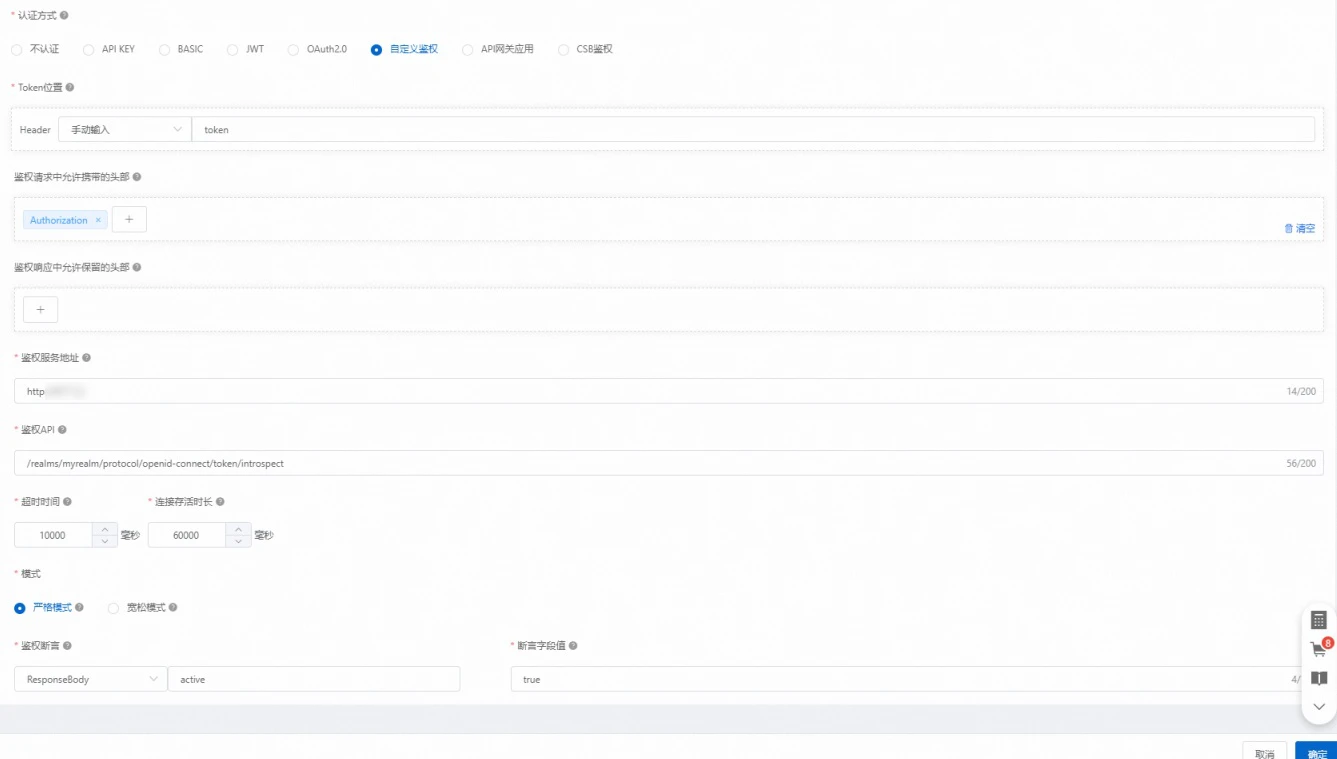 * 认证方式
不认证 API KEY BASIC JWT OAuth2.0 自定义鉴权 API网关应用 CSB鉴权
* Token位置
Header 手动输入 token
鉴权请求中允许携带的头部
Authorization × +
清空
鉴权响应中允许保留的头部
+
* 鉴权服务地址
http 14/200
* 鉴权API
/realms/myrealm/protocol/openid-connect/token/introspect 56/200
* 超时时间 * 连接存活时长
10000 毫秒 60000 毫秒
* 模式
严格模式 宽松模式
* 鉴权断言 * 断言字段值
ResponseBody active true 4/
8
取消 确定